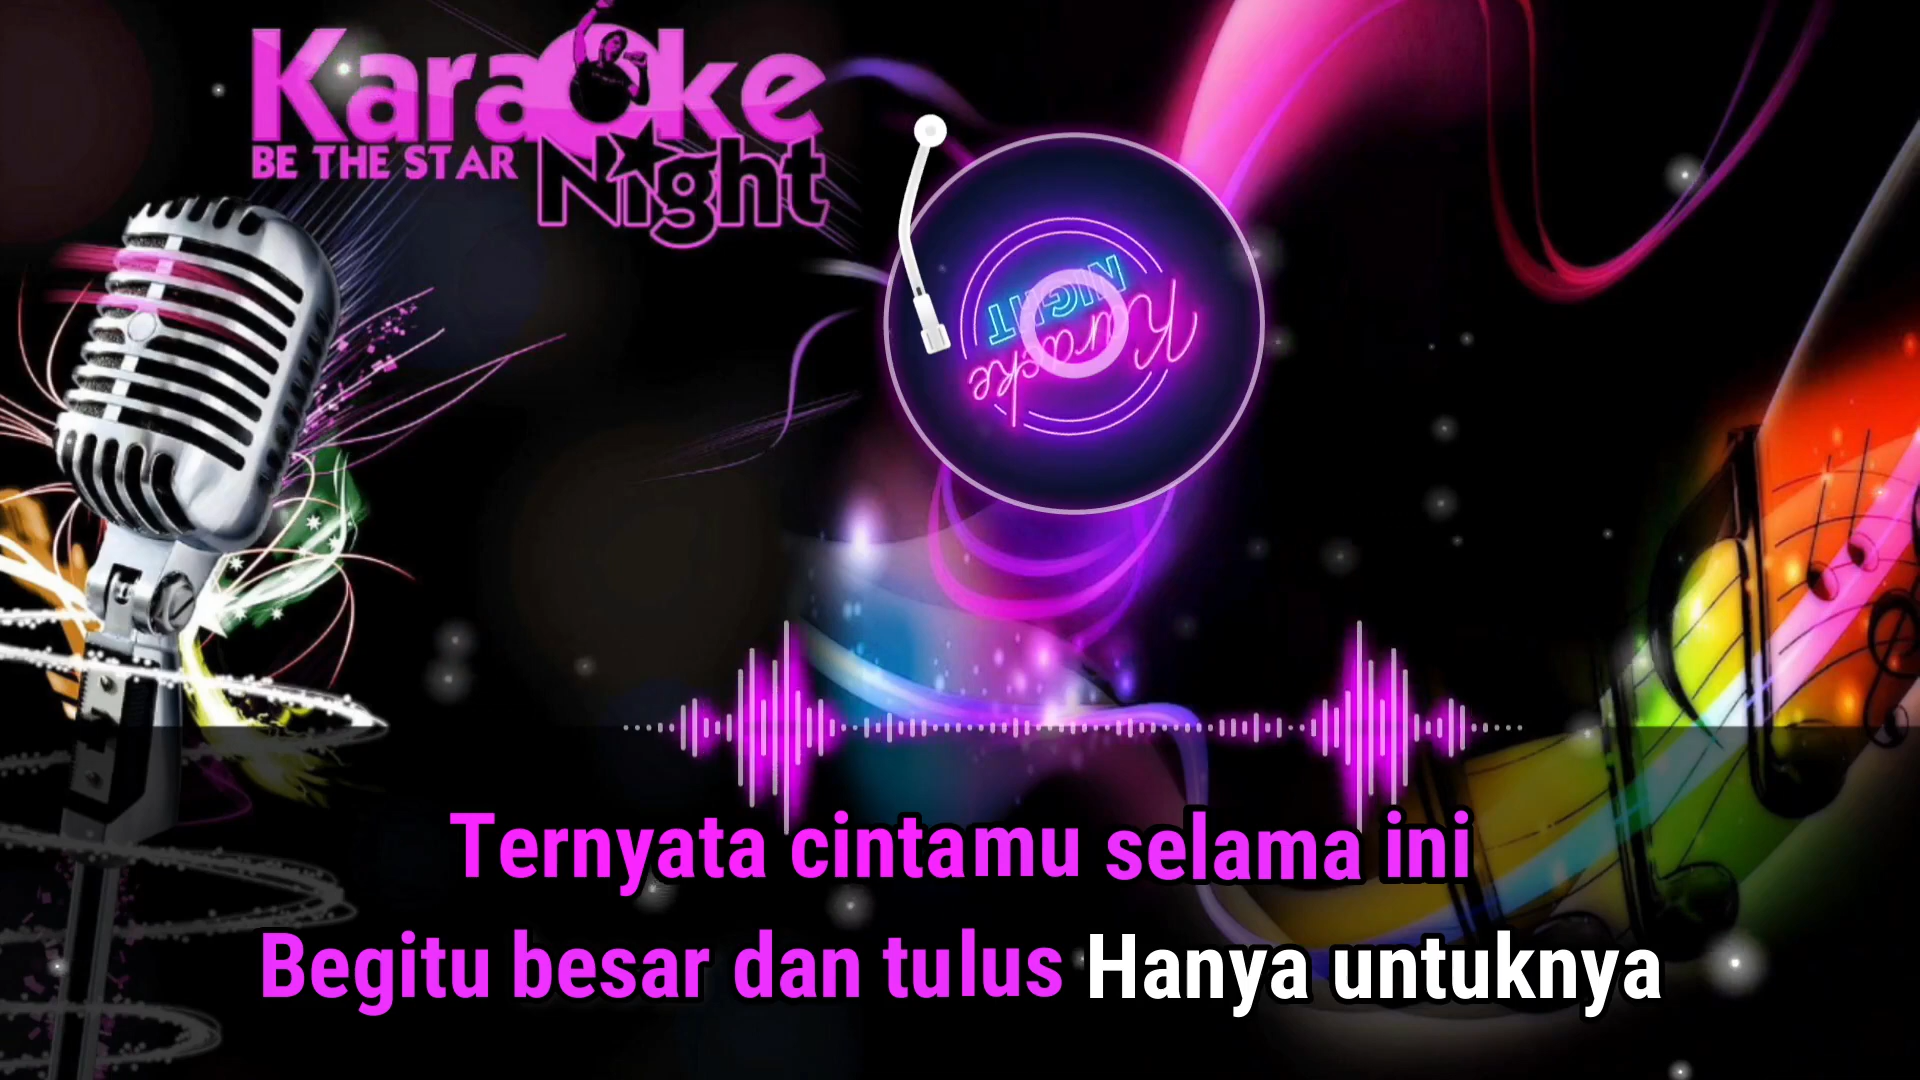 Karaoke
BE THE STAR Night
Karaoke
NIGHT
Ternyata cintamu selama ini
Begitu besar dan tulus Hanya untuknya